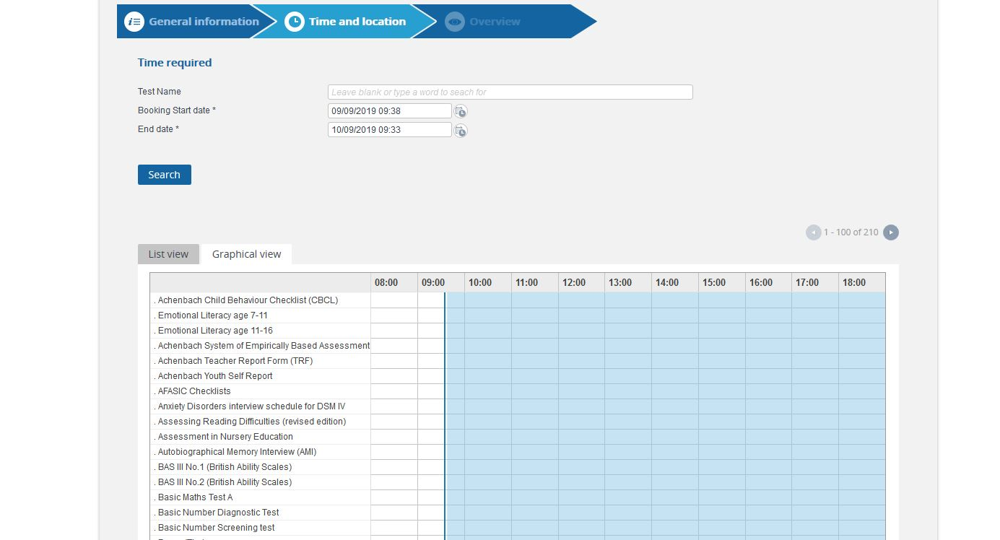 General information
Time and location
Overview
Time required
Test Name
Leave blank or type a word to seach for
Booking Start date *
09/09/2019 09:38
End date *
10/09/2019 09:33
Search
1 - 100 of 210
List view
Graphical view
08:00 09:00 10:00 11:00 12:00 13:00 14:00 15:00 16:00 17:00 18:00
. Achenbach Child Behaviour Checklist (CBCL)
. Emotional Literacy age 7-11
. Emotional Literacy age 11-16
. Achenbach System of Empirically Based Assessment
. Achenbach Teacher Report Form (TRF)
. Achenbach Youth Self Report
. AFASIC Checklists
. Anxiety Disorders interview schedule for DSM IV
. Assessing Reading Difficulties (revised edition)
. Assessment in Nursery Education
. Autobiographical Memory Interview (AMI)
. BAS III No.1 (British Ability Scales)
. BAS III No.2 (British Ability Scales)
. Basic Maths Test A
. Basic Number Diagnostic Test
. Basic Number Screening test